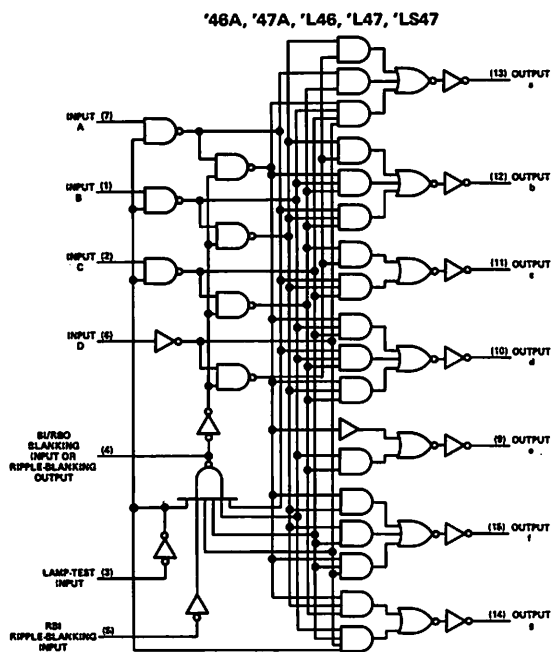 '46A, '47A, 'L46, 'L47, 'LS47
(13) OUTPUT
a
INPUT (7)
A
(12) OUTPUT
b
INPUT (1)
B
(11) OUTPUT
c
INPUT (2)
C
INPUT (6)
D
(10) OUTPUT
d
BI/RBO
BLANKING
INPUT OR (4)
RIPPLE-BLANKING
OUTPUT
(9) OUTPUT
e
(15) OUTPUT
f
LAMP-TEST (3)
INPUT
(14) OUTPUT
g
RBI
RIPPLE-BLANKING (5)
INPUT